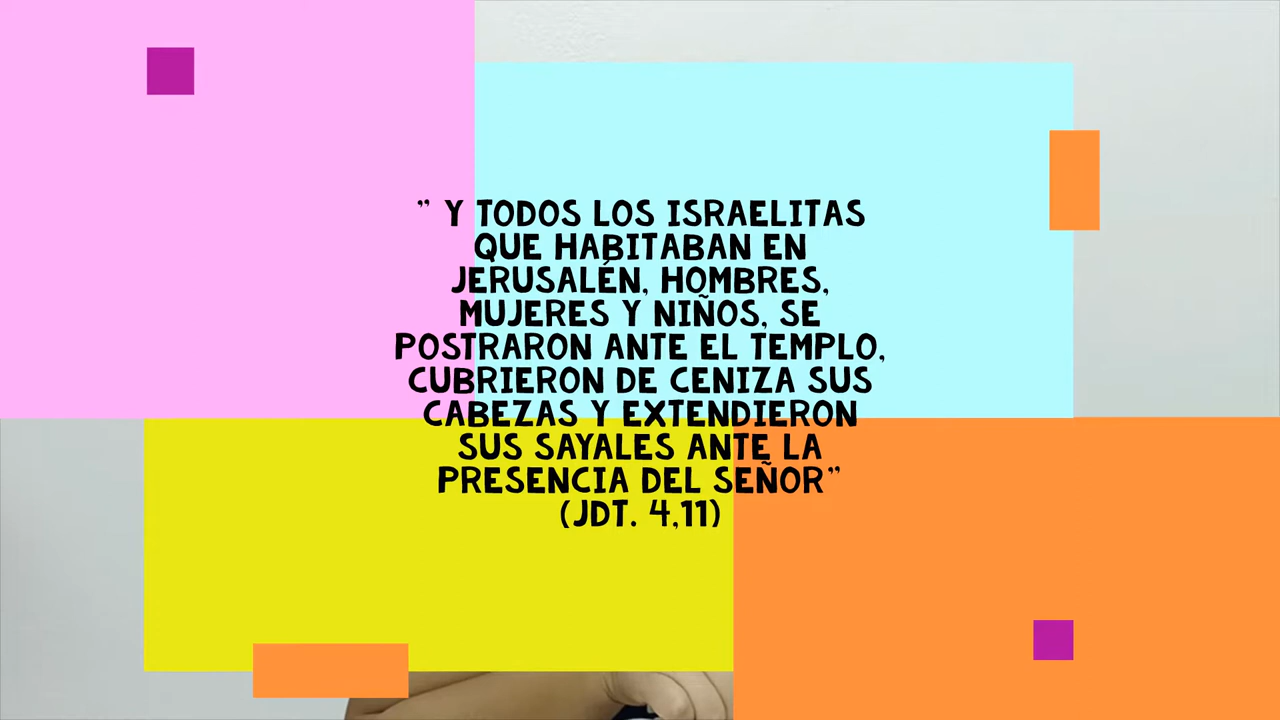 ” Y TODOS LOS ISRAELITAS
QUE HABITABAN EN
JERUSALÉN, HOMBRES,
MUJERES Y NIÑOS, SE
POSTRARON ANTE EL TEMPLO,
CUBRIERON DE CENIZA SUS
CABEZAS Y EXTENDIERON
SUS SAYALES ANTE LA
PRESENCIA DEL SEÑOR”
(JDT. 4,11)